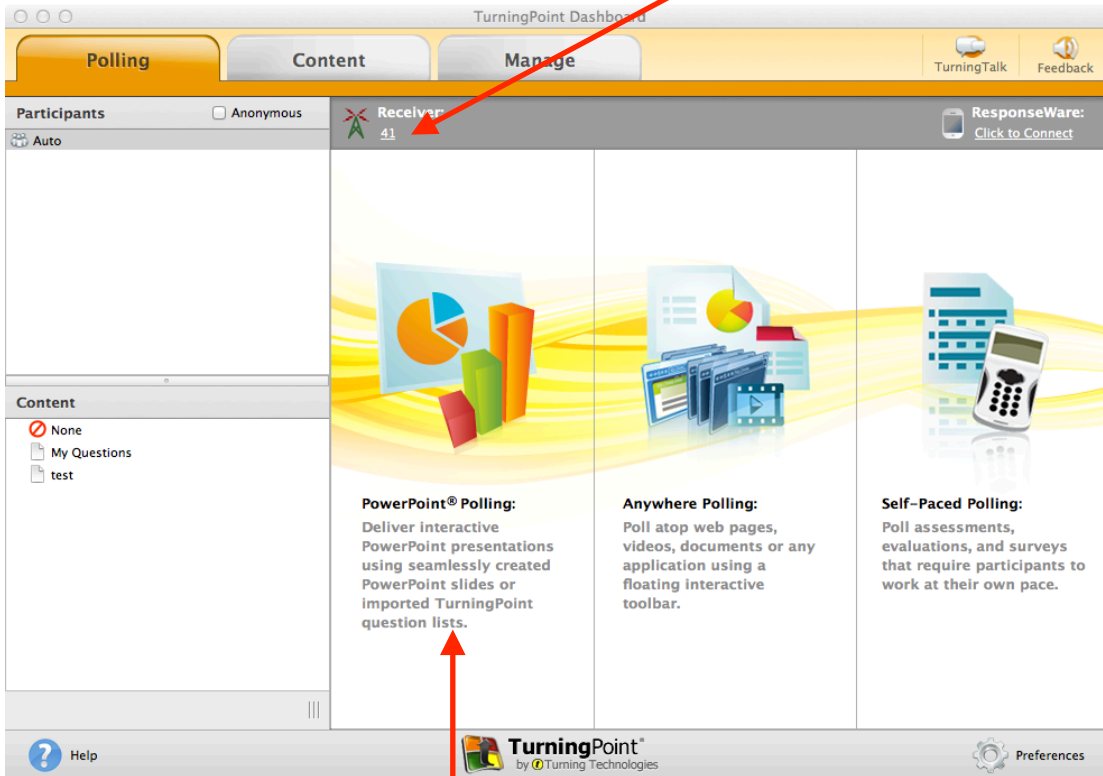 TurningPoint Dashboard
Polling
Content
Manage
TurningTalk
Feedback
Participants
Anonymous
Auto
Receiver:
41
ResponseWare:
Click to Connect
Content
None
My Questions
test
PowerPoint® Polling:
Deliver interactive
PowerPoint presentations
using seamlessly created
PowerPoint slides or
imported TurningPoint
question lists.
Anywhere Polling:
Poll atop web pages,
videos, documents or any
application using a
floating interactive
toolbar.
Self-Paced Polling:
Poll assessments,
evaluations, and surveys
that require participants to
work at their own pace.
Help
TurningPoint®
by Turning Technologies
Preferences